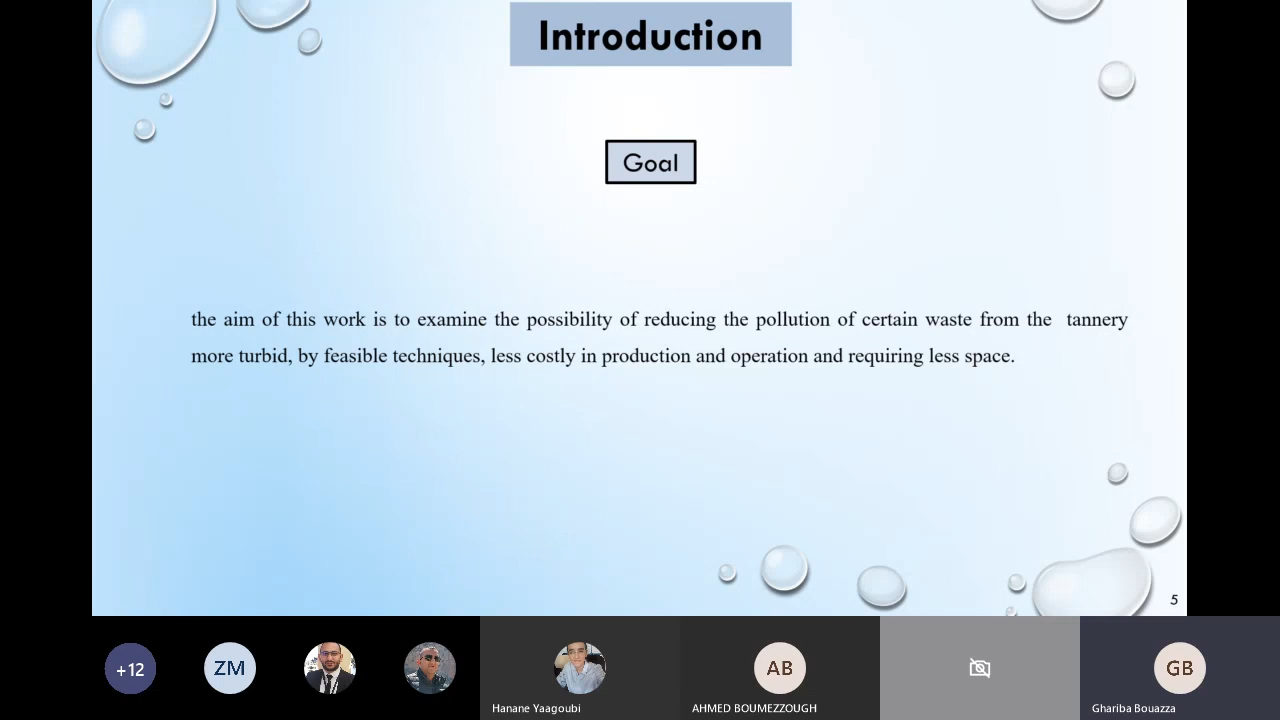 Introduction
Goal
the aim of this work is to examine the possibility of reducing the pollution of certain waste from the tannery
more turbid, by feasible techniques, less costly in production and operation and requiring less space.
5
+12
ZM
AB
GB
Hanane Yaagoubi
AHMED BOUMEZZOUGH
Ghariba Bouazza